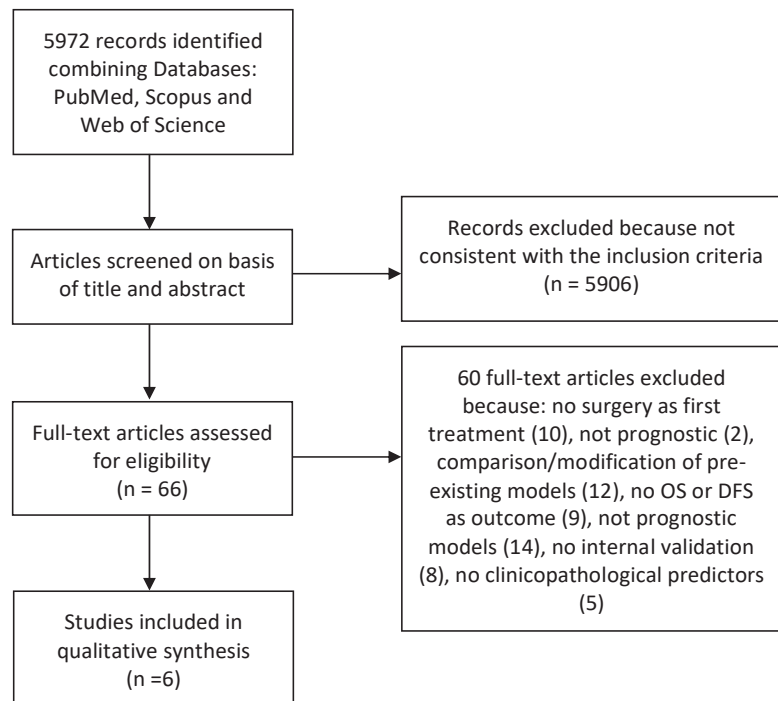 5972 records identified
combining Databases:
PubMed, Scopus and
Web of Science
Articles screened on basis
of title and abstract
Records excluded because not
consistent with the inclusion criteria
(n = 5906)
Full-text articles assessed
for eligibility
(n = 66)
60 full-text articles excluded
because: no surgery as first
treatment (10), not prognostic (2),
comparison/modification of pre-
existing models (12), no OS or DFS
as outcome (9), not prognostic
models (14), no internal validation
(8), no clinicopathological predictors
(5)
Studies included in
qualitative synthesis
(n =6)